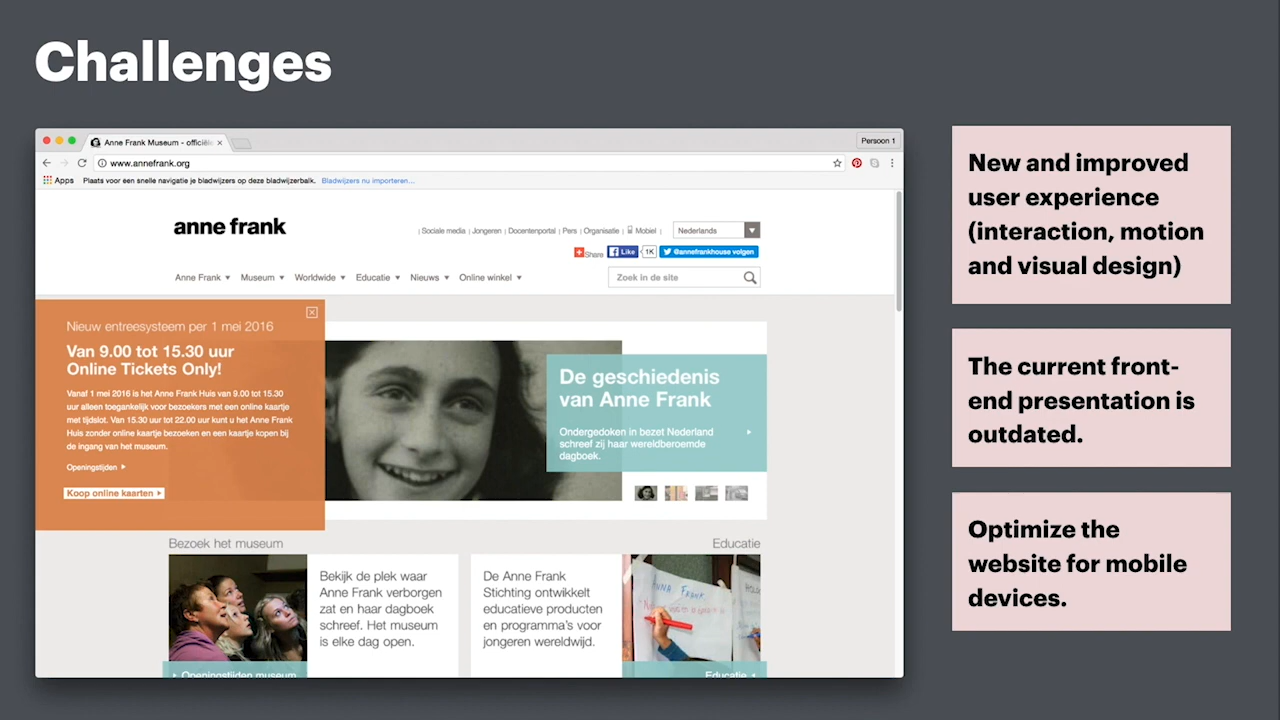 Challenges
Anne Frank Museum - officiële
Persoon 1
www.annefrank.org
Apps Plaats voor een snelle navigatie je bladwijzers op deze bladwijzerbalk. Bladwijzers nu importeren...
anne frank
| Sociale media | Jongeren | Docentenportal | Pers | Organisatie | Mobiel |
Nederlands
Share Like 1K @annefrankhouse volgen
Anne Frank Museum Worldwide Educatie Nieuws Online winkel
Zoek in de site
Nieuw entreesysteem per 1 mei 2016
Van 9.00 tot 15.30 uur
Online Tickets Only!
Vanaf 1 mei 2016 is het Anne Frank Huis van 9.00 tot 15.30
uur alleen toegankelijk voor bezoekers met een online kaartje
met tijdslot. Van 15.30 uur tot 22.00 uur kunt u het Anne Frank
Huis zonder online kaartje bezoeken en een kaartje kopen bij
de ingang van het museum.
Openingstijden
Koop online kaarten
De geschiedenis
van Anne Frank
Ondergedoken in bezet Nederland
schreef zij haar wereldberoemde
dagboek.
Bezoek het museum
Bekijk de plek waar
Anne Frank verborgen
zat en haar dagboek
schreef. Het museum
is elke dag open.
Openingstijden museum
Educatie
De Anne Frank
Stichting ontwikkelt
educatieve producten
en programma's voor
jongeren wereldwijd.
Educatie
New and improved
user experience
(interaction, motion
and visual design)
The current front-
end presentation is
outdated.
Optimize the
website for mobile
devices.